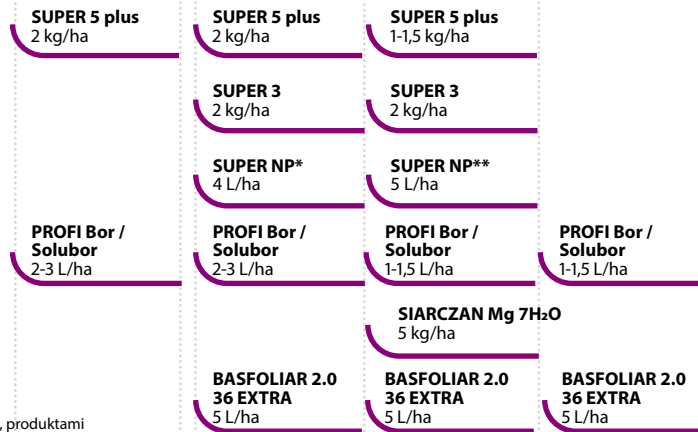 SUPER 5 plus
2 kg/ha
SUPER 5 plus
2 kg/ha
SUPER 5 plus
1-1,5 kg/ha
SUPER 3
2 kg/ha
SUPER 3
2 kg/ha
SUPER NP*
4 L/ha
SUPER NP**
5 L/ha
PROFI Bor /
Solubor
2-3 L/ha
PROFI Bor /
Solubor
2-3 L/ha
PROFI Bor /
Solubor
1-1,5 L/ha
PROFI Bor /
Solubor
1-1,5 L/ha
SIARCZAN Mg 7H₂O
5 kg/ha
BASFOLIAR 2.0
36 EXTRA
5 L/ha
BASFOLIAR 2.0
36 EXTRA
5 L/ha
BASFOLIAR 2.0
36 EXTRA
5 L/ha
, produktami